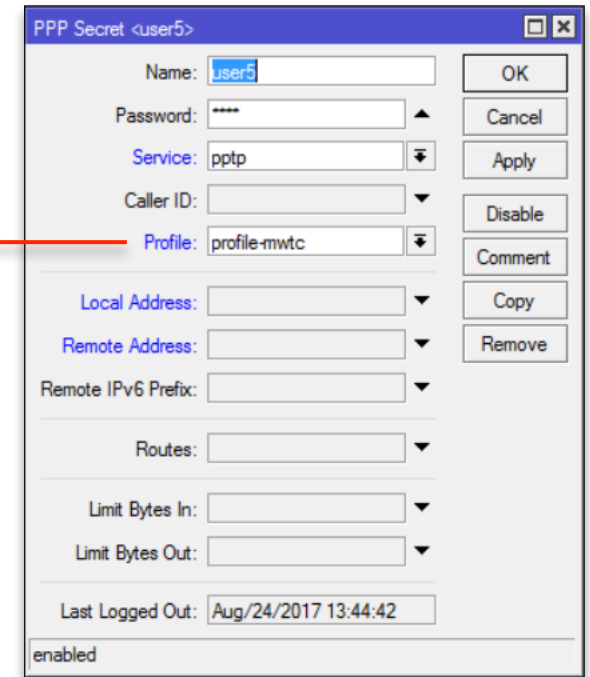 PPP Secret <user5>
Name: user5
OK
Password: ****
Cancel
Service: pptp
Apply
Caller ID:
Disable
Profile: profile-mwtc
Comment
Local Address:
Copy
Remote Address:
Remove
Remote IPv6 Prefix:
Routes:
Limit Bytes In:
Limit Bytes Out:
Last Logged Out: Aug/24/2017 13:44:42
enabled